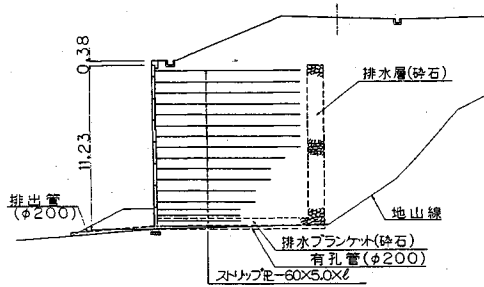 0.38
11.23
排水層(砕石)
排出管
(φ200)
地山線
排水ブランケット(砕石)
有孔管(φ200)
ストリップ℄-60×5.0×ℓ